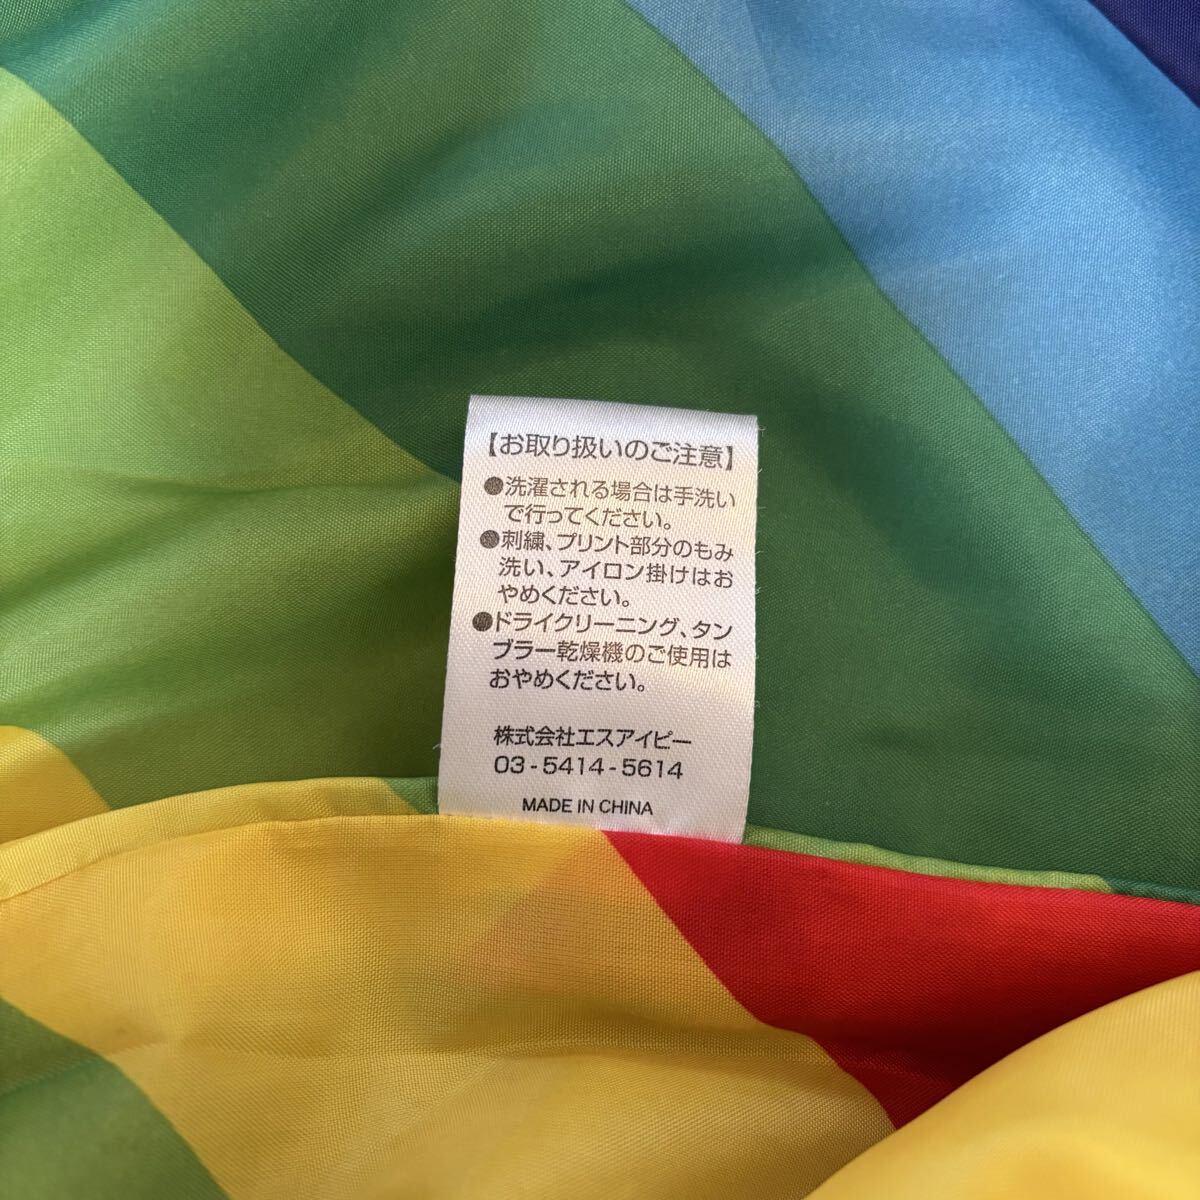 【お取り扱いのご注意】
●洗濯される場合は手洗い
で行ってください。
●刺繍、プリント部分のもみ
洗い、アイロン掛けはお
やめください。
●ドライクリーニング、タン
ブラー乾燥機のご使用は
おやめください。
株式会社エスアイピー
03-5414-5614
MADE IN CHINA